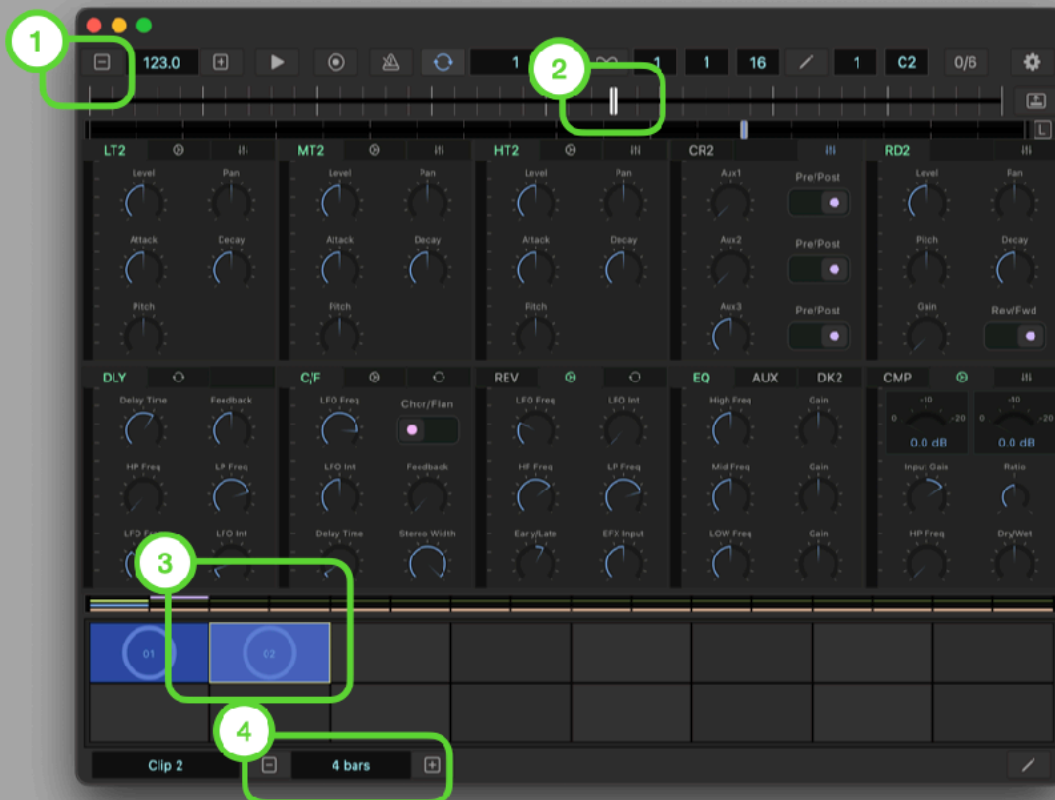 1
123.0 1 2 1 1 16 1 C2 0/6
L
LT2 MT2 HT2 CR2 RD2
Level Pan Level Pan Level Pan Aux1 Pre/Post Level Pan
Attack Decay Attack Decay Attack Decay Aux2 Pre/Post Pitch Decay
Pitch Pitch Pitch Aux3 Pre/Post Gain Rev/Fwd
DLY C/F REV EQ AUX DK2 CMP
Delay Time Feedback LFO Freq Chor/Flan LFO Freq LFO Int High Freq Gain -10 -20 0 -10 -20 0
0.0 dB 0.0 dB
HP Freq LP Freq LFO Int Feedback HF Freq LP Freq Mid Freq Gain Input Gain Ratio
LFO Int Delay Time Stereo Width Early/Late EFX Input LOW Freq Gain HP Freq Dry/Wet
3
01 02
4
Clip 2 4 bars